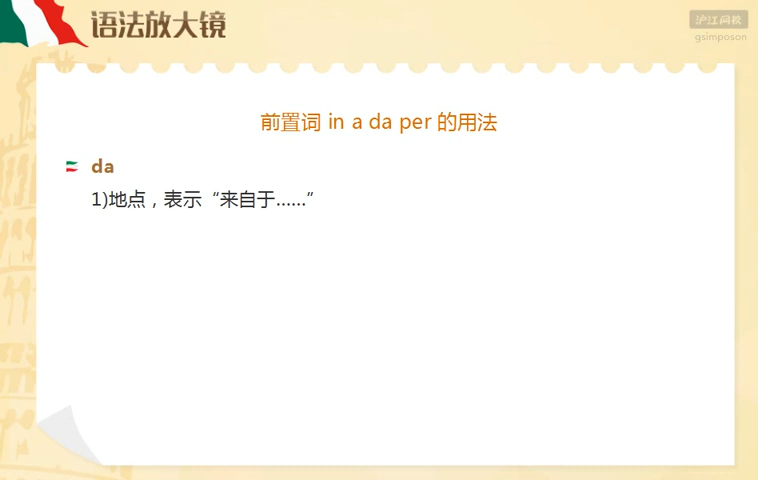 语法放大镜
沪江网校
gsimposon
前置词 in a da per 的用法
da
1)地点，表示“来自于……”